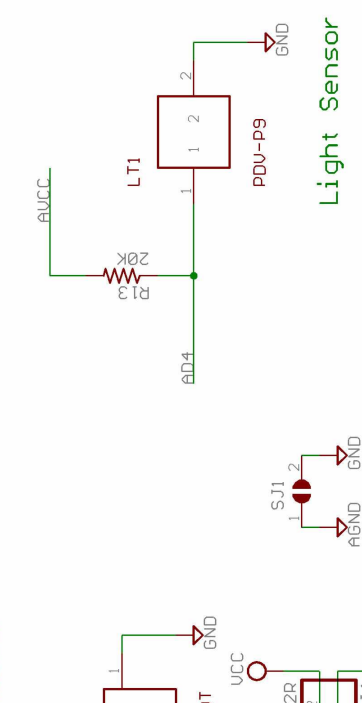 Light Sensor
GND
2
2
1
LT1
PDV-P9
1
AVCC
20K
R13
AD4
GND
2
SJ1
1
AGND
GND
1
VCC
2R